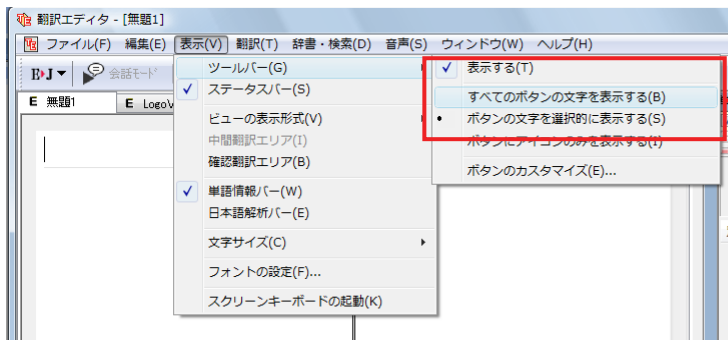 翻訳エディタ - [無題1]
ファイル(F) 編集(E) 表示(V) 翻訳(T) 辞書・検索(D) 音声(S) ウィンドウ(W) ヘルプ(H)
E▸J 会話モード
E 無題1 E LogoV
ツールバー(G)
ステータスバー(S)
ビューの表示形式(V)
中間翻訳エリア(I)
確認翻訳エリア(B)
単語情報バー(W)
日本語解析バー(E)
文字サイズ(C)
フォントの設定(F)...
スクリーンキーボードの起動(K)
表示する(T)
すべてのボタンの文字を表示する(B)
ボタンの文字を選択的に表示する(S)
ボタンにアイコンのみを表示する(I)
ボタンのカスタマイズ(E)...